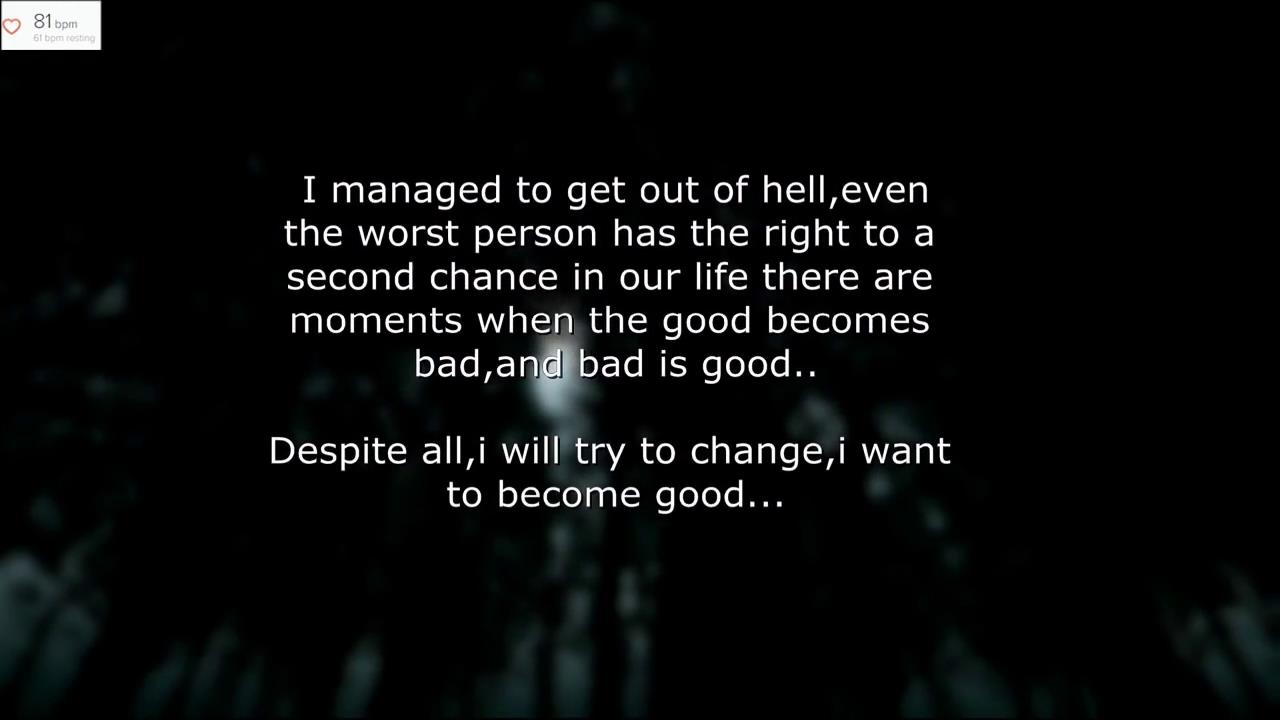 81 bpm
61 bpm resting
I managed to get out of hell,even
the worst person has the right to a
second chance in our life there are
moments when the good becomes
bad,and bad is good..
Despite all,i will try to change,i want
to become good...